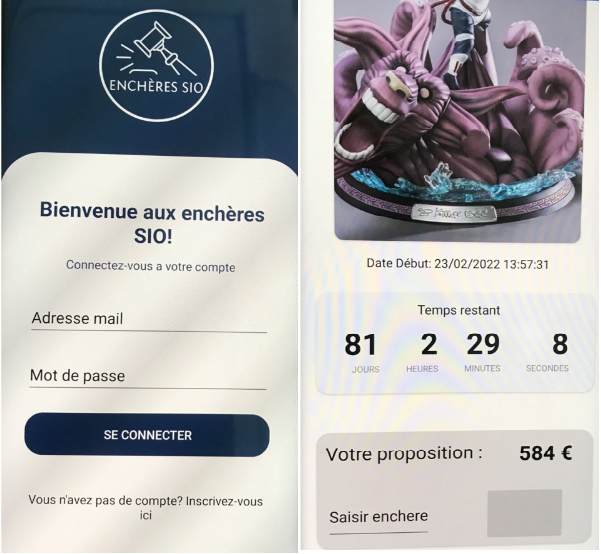 ENCHÈRES SIO
Bienvenue aux enchères
SIO!
Connectez-vous a votre compte
Adresse mail
Mot de passe
SE CONNECTER
Vous n'avez pas de compte? Inscrivez-vous
ici
Date Début: 23/02/2022 13:57:31
Temps restant
81 2 29 8
JOURS HEURES MINUTES SECONDES
Votre proposition : 584 €
Saisir enchere